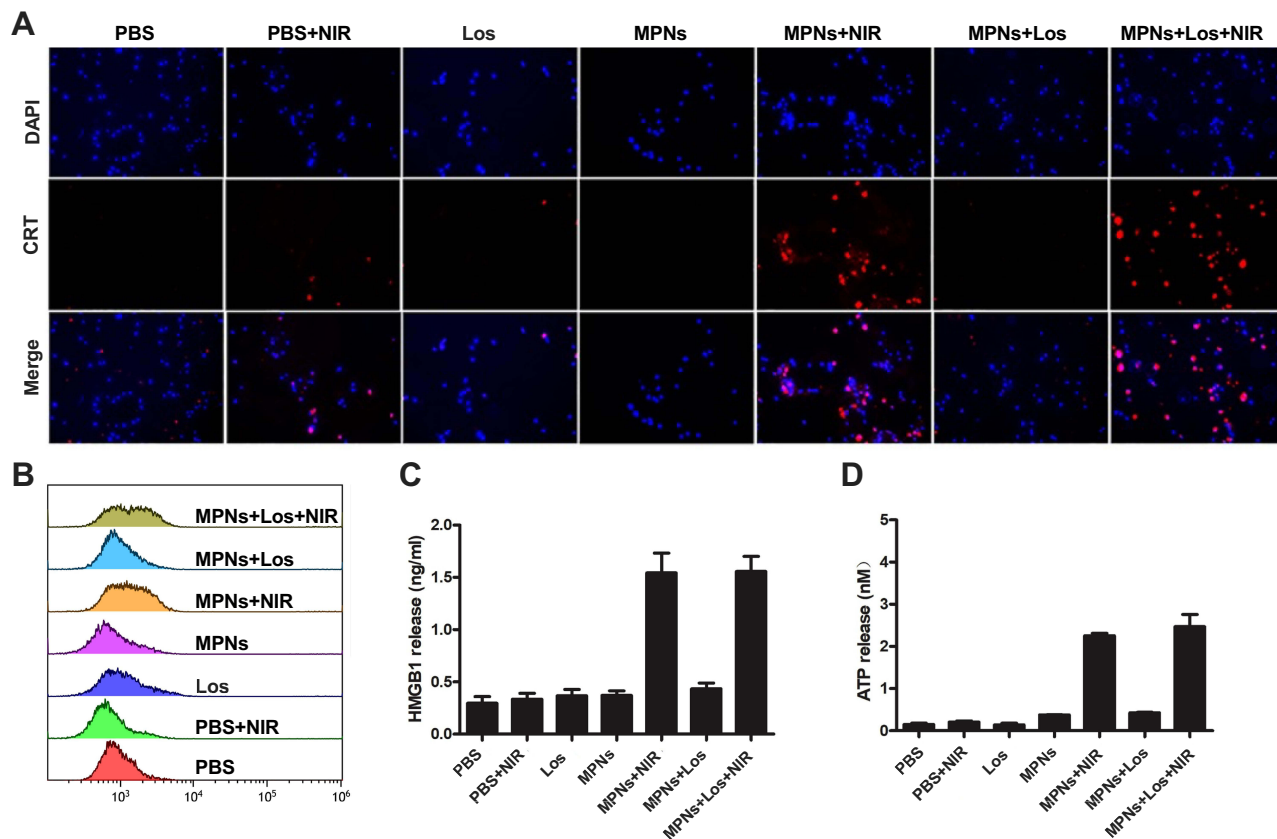 A
PBS PBS+NIR Los MPNs MPNs+NIR MPNs+Los MPNs+Los+NIR
DAPI
CRT
Merge
B
MPNs+Los+NIR
MPNs+Los
MPNs+NIR
MPNs
Los
PBS+NIR
PBS
10³ 10⁴ 10⁵ 10⁶
C
HMGB1 release (ng/ml)
2.0
1.5
1.0
0.5
0.0
PBS PBS+NIR Los MPNs MPNs+NIR MPNs+Los MPNs+Los+NIR
D
ATP release (nM)
5
4
3
2
1
0
PBS PBS+NIR Los MPNs MPNs+NIR MPNs+Los MPNs+Los+NIR